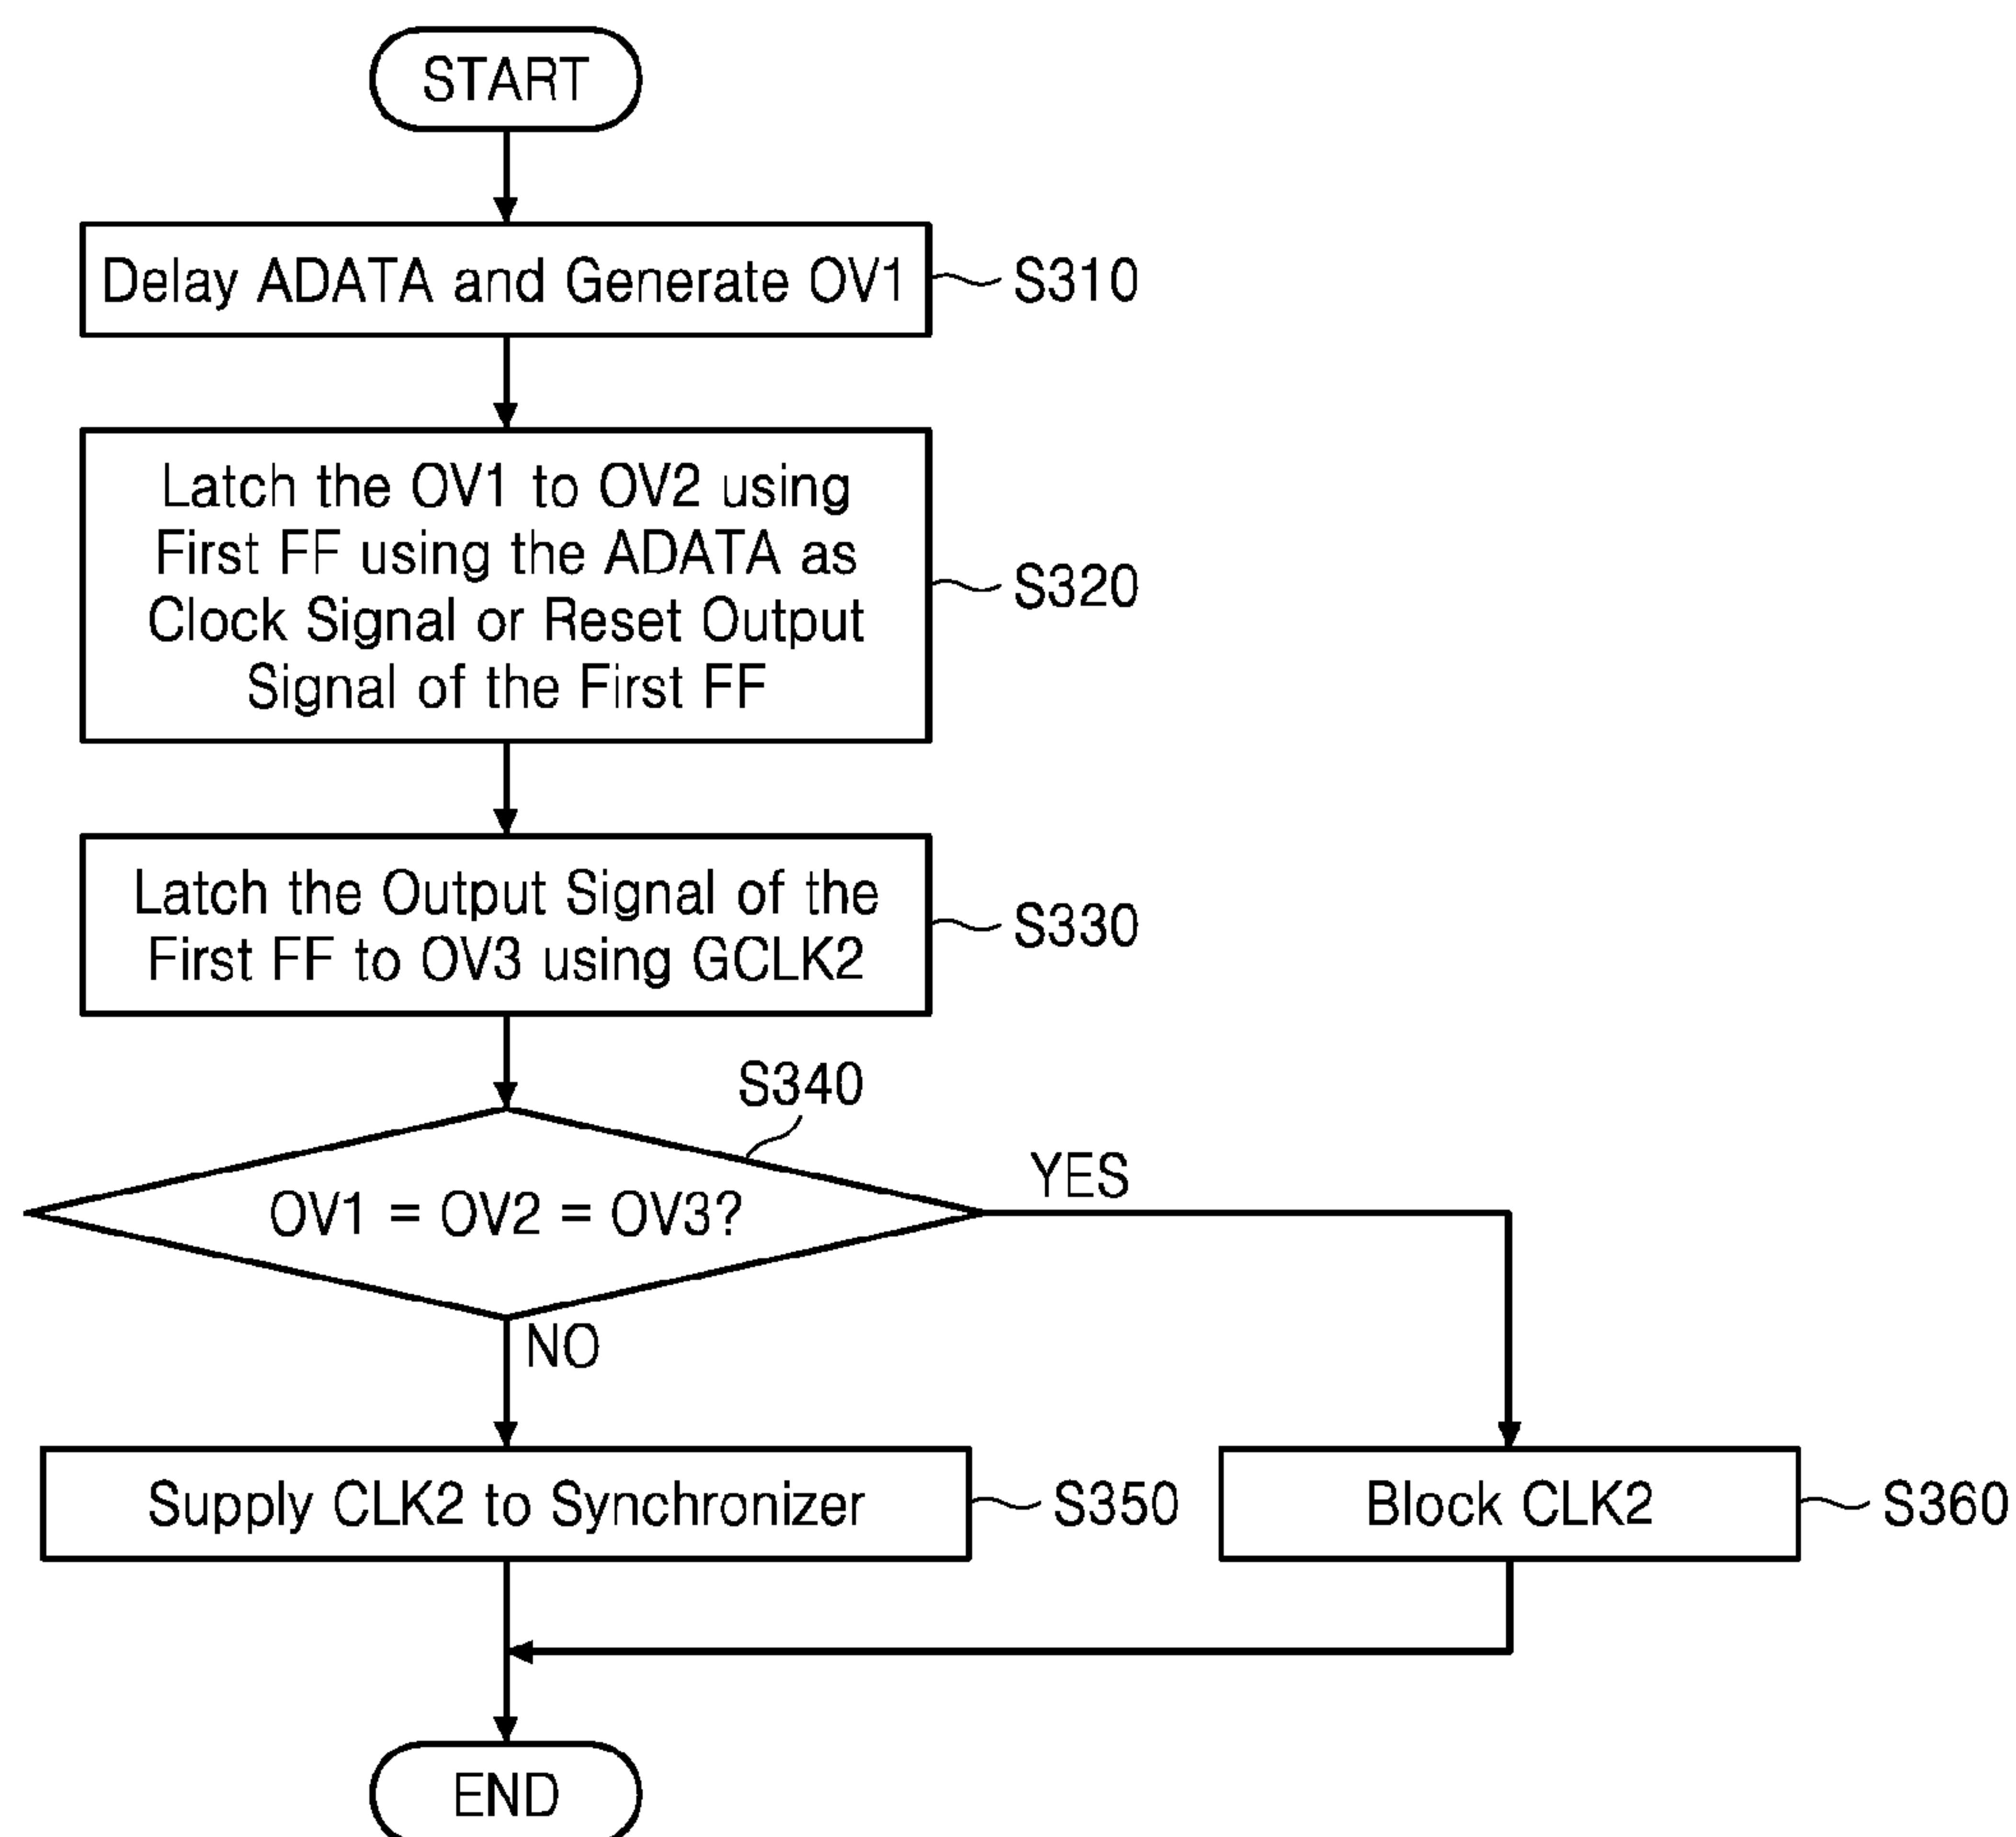 START
Delay ADATA and Generate OV1
S310
Latch the OV1 to OV2 using
First FF using the ADATA as
Clock Signal or Reset Output
Signal of the First FF
S320
Latch the Output Signal of the
First FF to OV3 using GCLK2
S330
S340
OV1 = OV2 = OV3?
YES
NO
Supply CLK2 to Synchronizer
S350
Block CLK2
S360
END